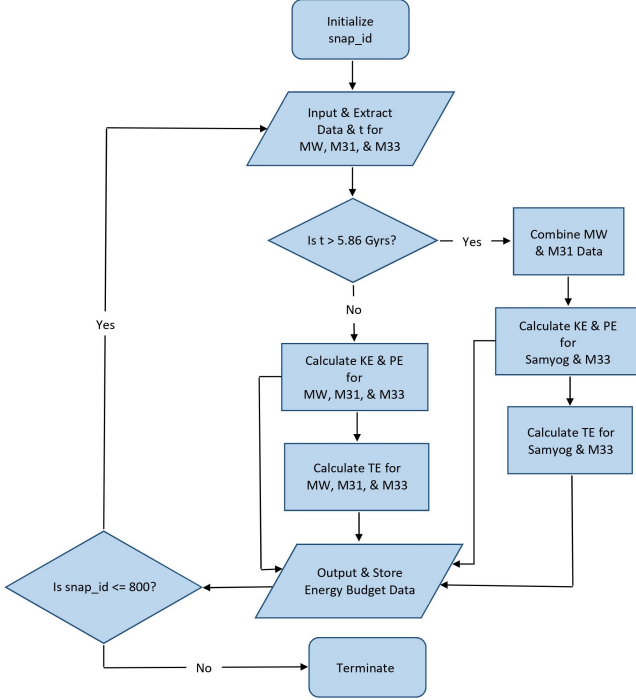 Initialize
snap_id
Input & Extract
Data & t for
MW, M31, & M33
Is t > 5.86 Gyrs?
Yes
Combine MW
& M31 Data
No
Yes
Calculate KE & PE
for
Samyog & M33
Calculate KE & PE
for
MW, M31, & M33
Calculate TE for
Samyog & M33
Calculate TE for
MW, M31, & M33
Is snap_id <= 800?
Output & Store
Energy Budget Data
No
Terminate